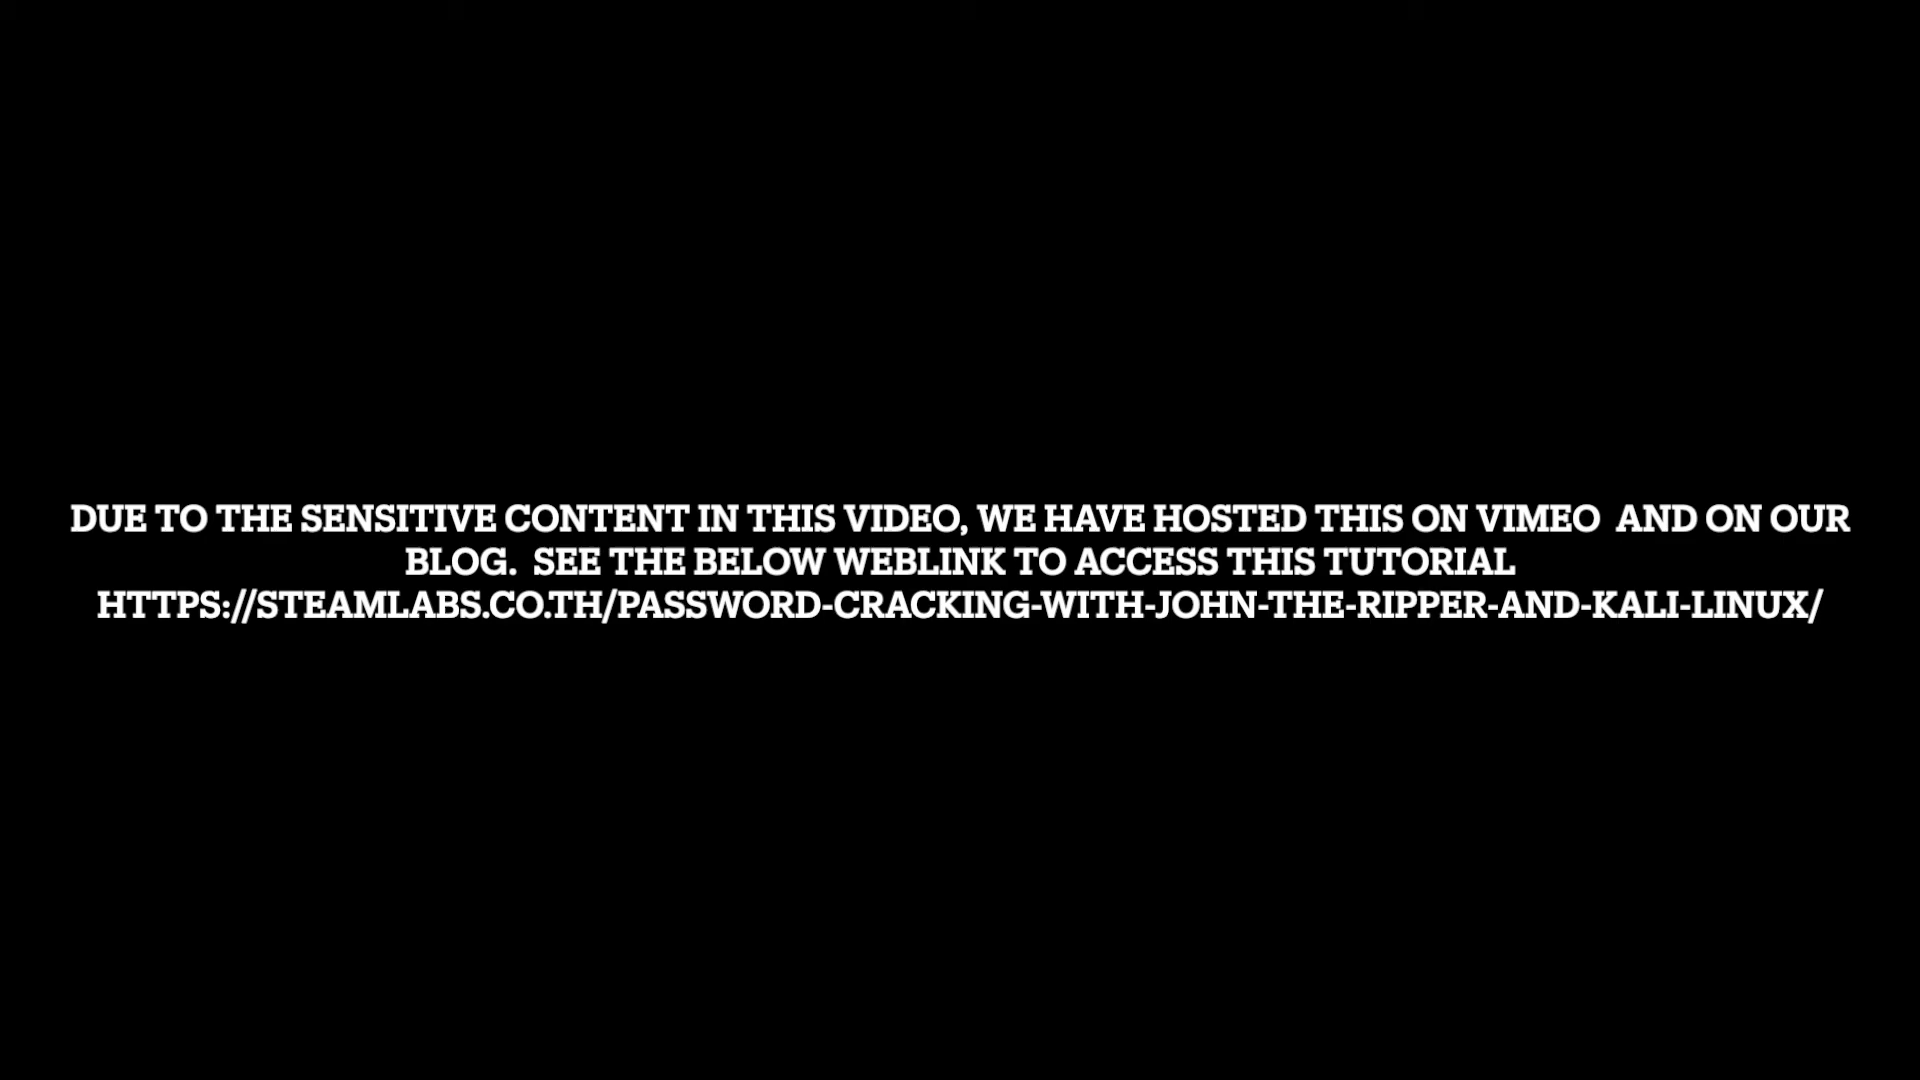 DUE TO THE SENSITIVE CONTENT IN THIS VIDEO, WE HAVE HOSTED THIS ON VIMEO  AND ON OUR
BLOG.  SEE THE BELOW WEBLINK TO ACCESS THIS TUTORIAL
HTTPS://STEAMLABS.CO.TH/PASSWORD-CRACKING-WITH-JOHN-THE-RIPPER-AND-KALI-LINUX/